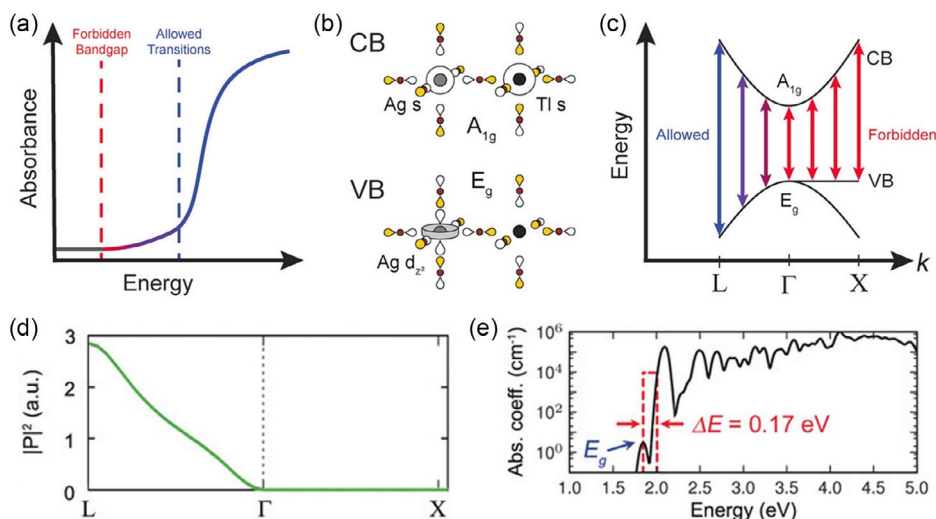 (a)
Forbidden
Bandgap
Allowed
Transitions
Absorbance
Energy
(b)
CB
Ag s
Tl s
A1g
VB
Eg
Ag dz²
(c)
Energy
A1g
CB
Allowed
Forbidden
VB
Eg
L
Γ
X
k
(d)
|P|² (a.u.)
3
2
1
0
L
Γ
X
(e)
Abs. coeff. (cm⁻¹)
10⁶
10⁴
10²
10⁰
ΔE = 0.17 eV
Eg
1.0 1.5 2.0 2.5 3.0 3.5 4.0 4.5 5.0
Energy (eV)